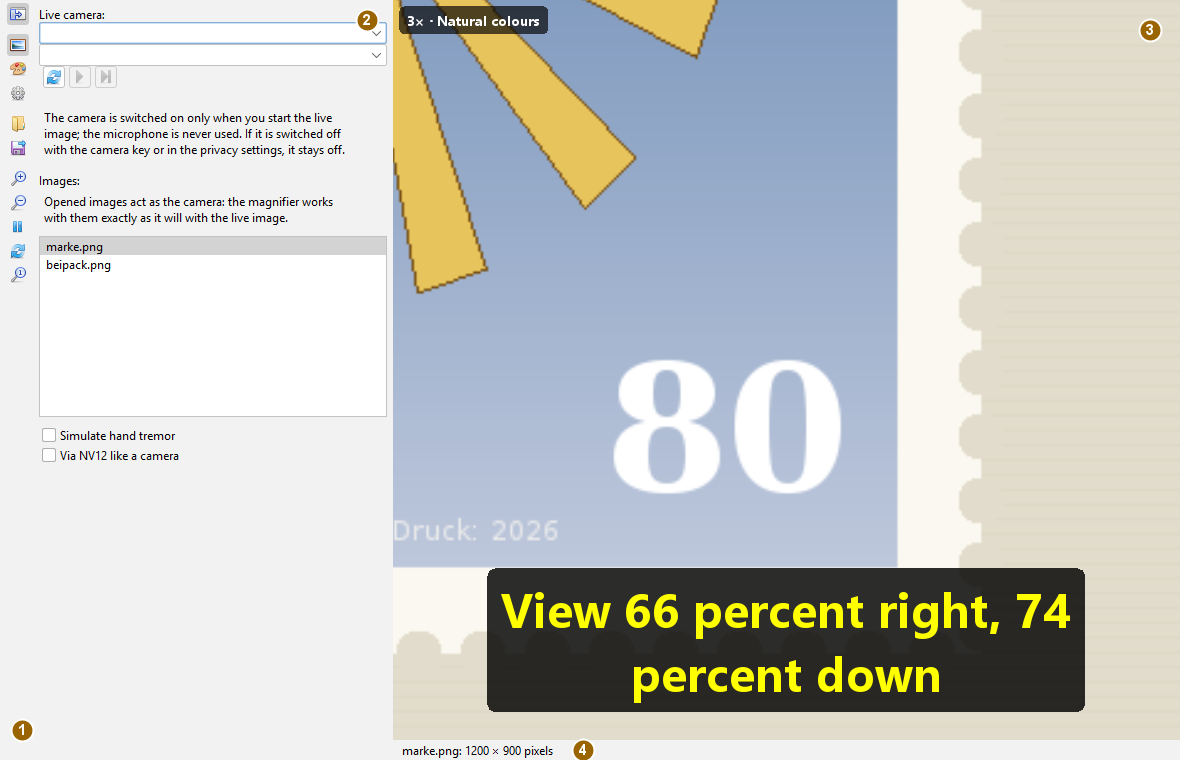 Live camera:
2
The camera is switched on only when you start the live
image; the microphone is never used. If it is switched off
with the camera key or in the privacy settings, it stays off.
Images:
Opened images act as the camera: the magnifier works
with them exactly as it will with the live image.
marke.png
beipack.png
Simulate hand tremor
Via NV12 like a camera
1
3× · Natural colours
3
80
Druck: 2026
View 66 percent right, 74
percent down
marke.png: 1200 × 900 pixels
4